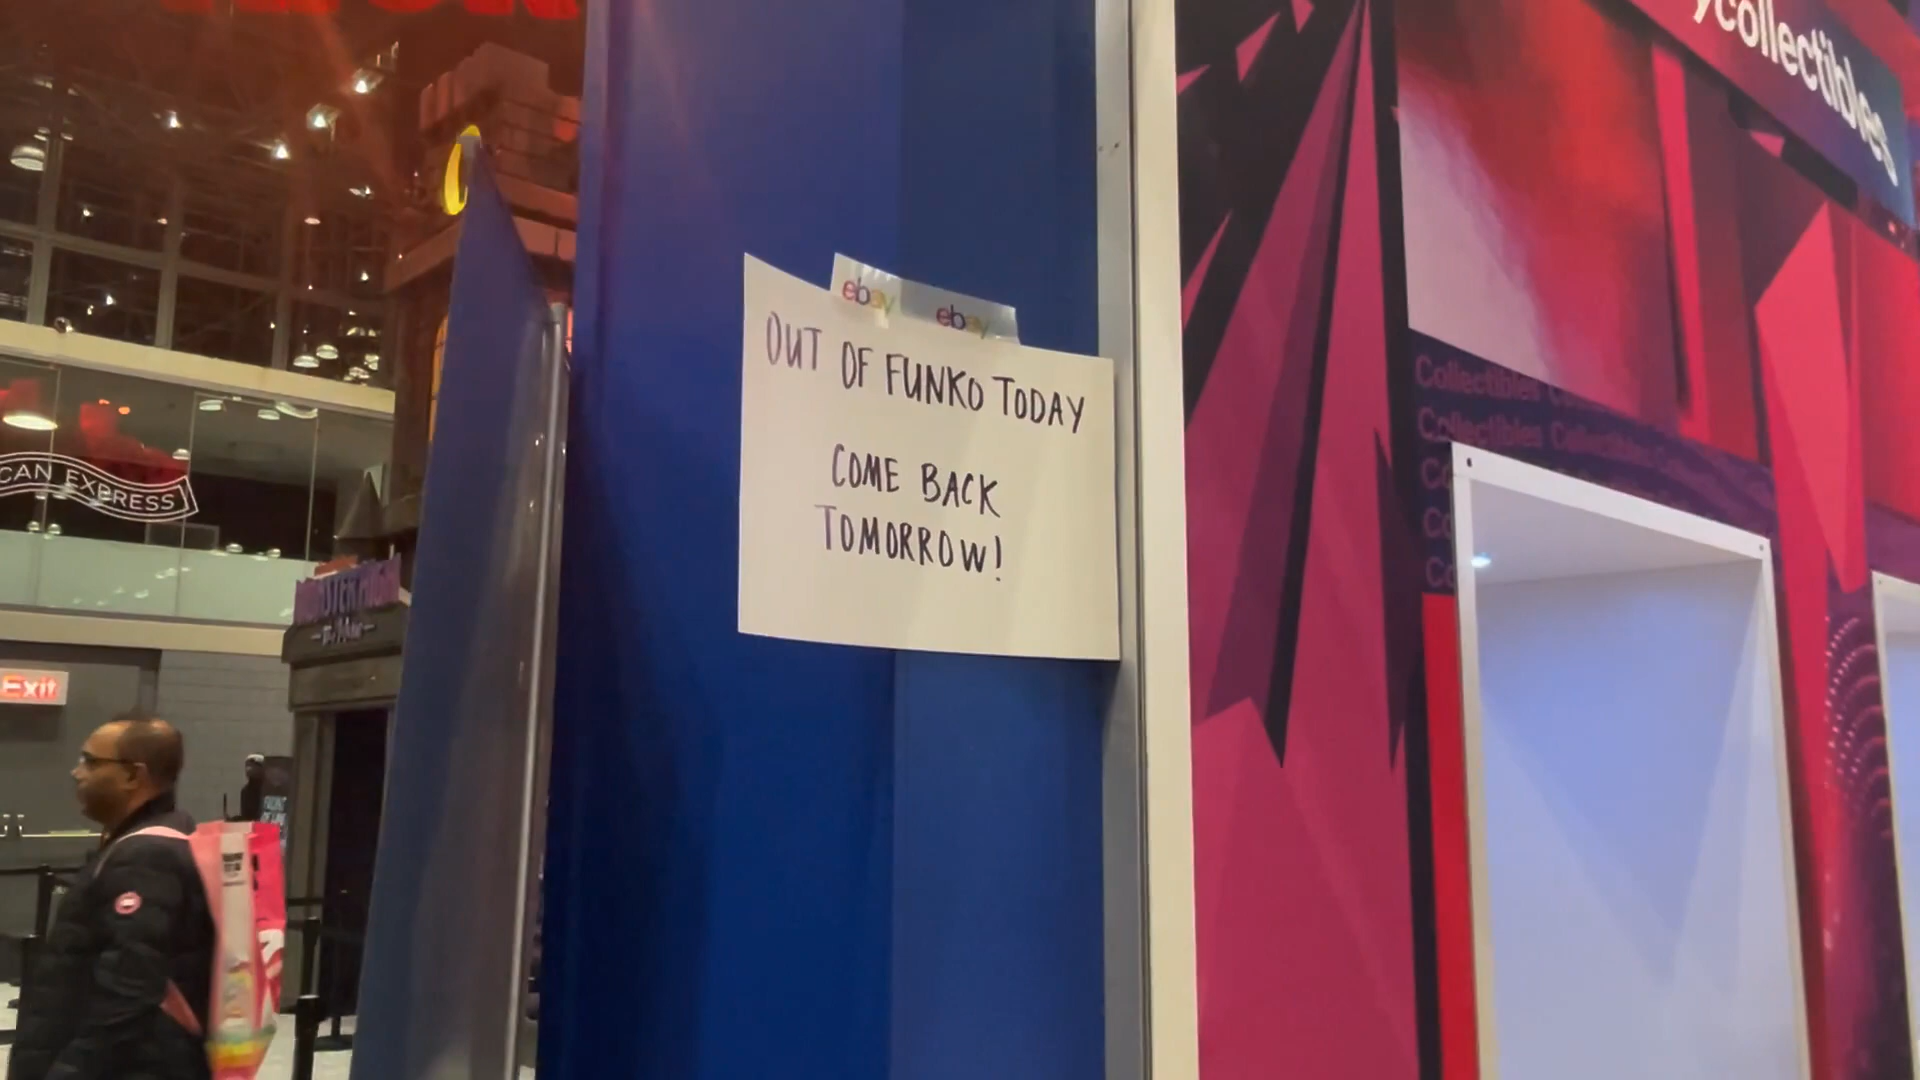 ycollectibles
ebay ebay
OUT OF FUNKO TODAY
COME BACK
TOMORROW!
Collectibles
Collectibles Collectibles
CAN EXPRESS
Exit